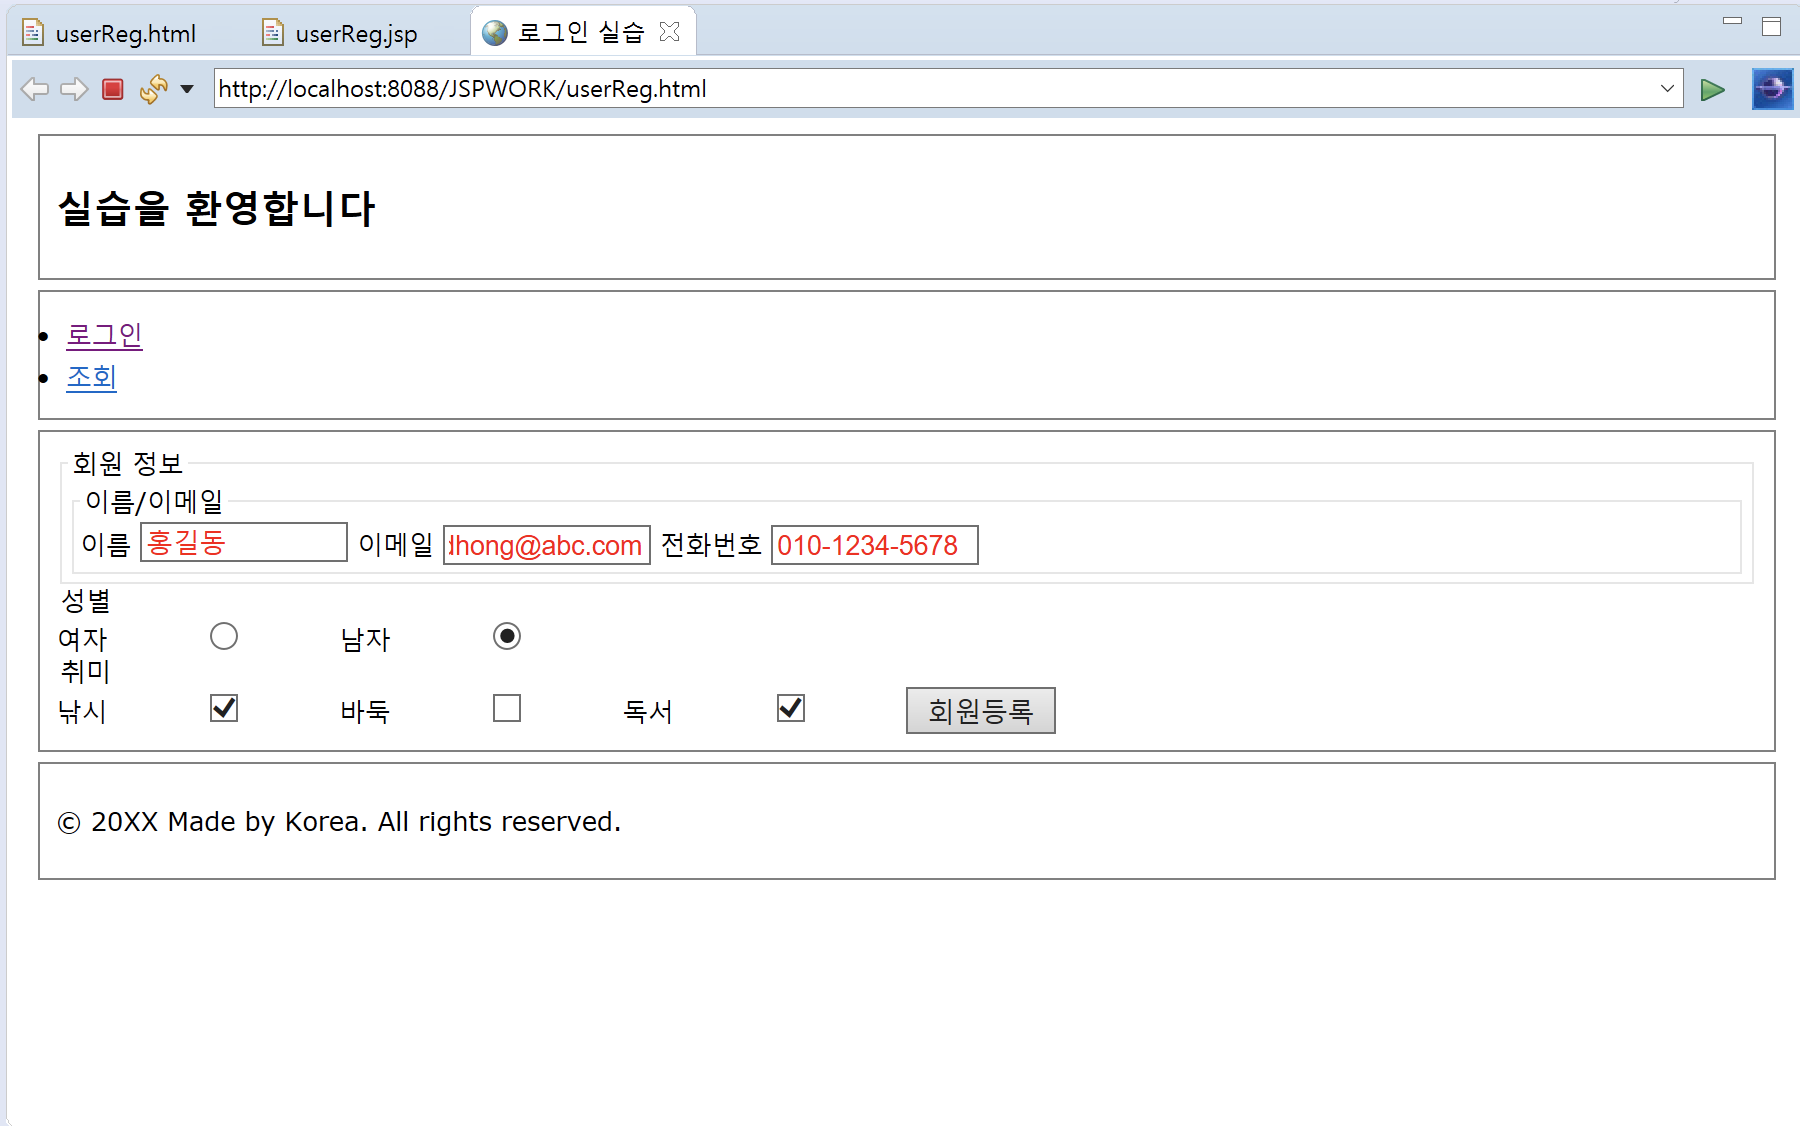 userReg.html userReg.jsp 로그인 실습
http://localhost:8088/JSPWORK/userReg.html
실습을 환영합니다
로그인
조회
회원 정보
이름/이메일
이름 홍길동 이메일 dhong@abc.com 전화번호 010-1234-5678
성별
여자 남자
취미
낚시 바둑 독서 회원등록
© 20XX Made by Korea. All rights reserved.